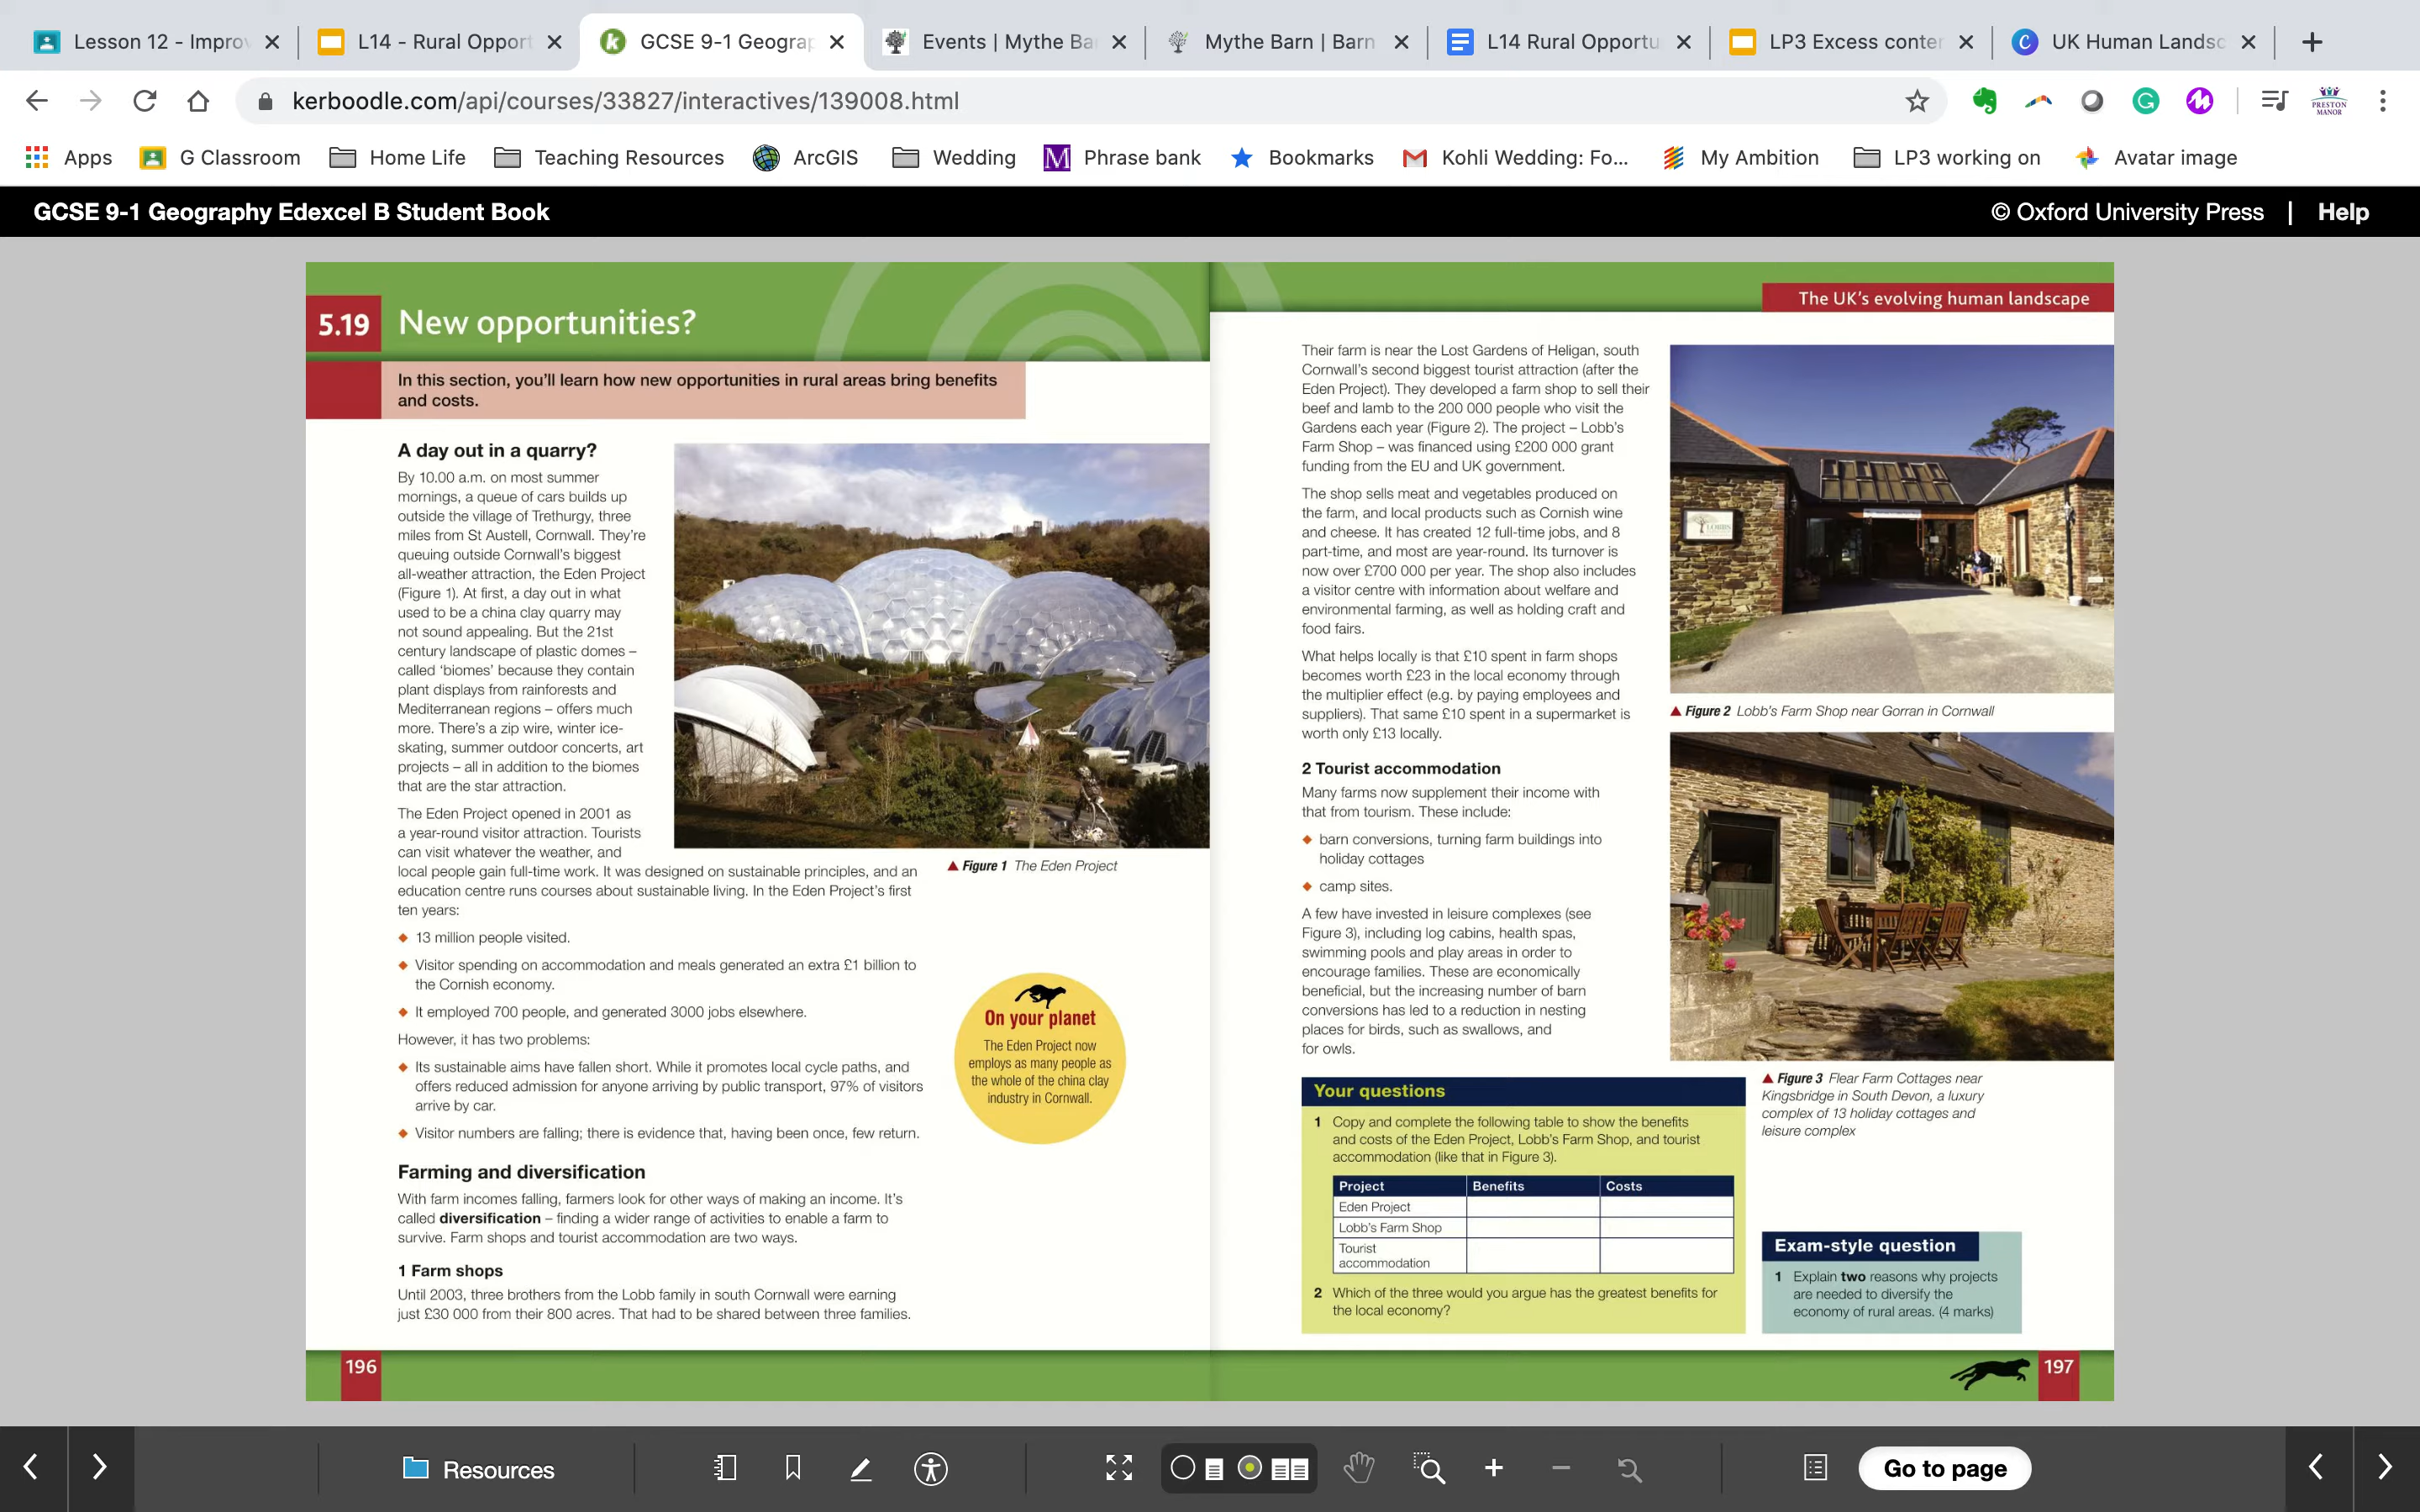 Lesson 12 - Improv
L14 - Rural Opport
GCSE 9-1 Geograp
Events | Mythe Ba
Mythe Barn | Barn
L14 Rural Opportu
LP3 Excess conter
UK Human Landsc
kerboodle.com/api/courses/33827/interactives/139008.html
PRESTON
MANOR
Apps
G Classroom
Home Life
Teaching Resources
ArcGIS
Wedding
M Phrase bank
Bookmarks
Kohli Wedding: Fo...
My Ambition
LP3 working on
Avatar image
GCSE 9-1 Geography Edexcel B Student Book
© Oxford University Press | Help
5.19 New opportunities?
In this section, you'll learn how new opportunities in rural areas bring benefits
and costs.
A day out in a quarry?
By 10.00 a.m. on most summer
mornings, a queue of cars builds up
outside the village of Trethurgy, three
miles from St Austell, Cornwall. They're
queuing outside Cornwall's biggest
all-weather attraction, the Eden Project
(Figure 1). At first, a day out in what
used to be a china clay quarry may
not sound appealing. But the 21st
century landscape of plastic domes –
called 'biomes' because they contain
plant displays from rainforests and
Mediterranean regions – offers much
more. There's a zip wire, winter ice-
skating, summer outdoor concerts, art
projects – all in addition to the biomes
that are the star attraction.
The Eden Project opened in 2001 as
a year-round visitor attraction. Tourists
can visit whatever the weather, and
local people gain full-time work. It was designed on sustainable principles, and an
education centre runs courses about sustainable living. In the Eden Project's first
ten years:
◆ 13 million people visited.
◆ Visitor spending on accommodation and meals generated an extra £1 billion to
the Cornish economy.
◆ It employed 700 people, and generated 3000 jobs elsewhere.
However, it has two problems:
◆ Its sustainable aims have fallen short. While it promotes local cycle paths, and
offers reduced admission for anyone arriving by public transport, 97% of visitors
arrive by car.
◆ Visitor numbers are falling; there is evidence that, having been once, few return.
▲ Figure 1 The Eden Project
On your planet
The Eden Project now
employs as many people as
the whole of the china clay
industry in Cornwall.
Farming and diversification
With farm incomes falling, farmers look for other ways of making an income. It's
called diversification – finding a wider range of activities to enable a farm to
survive. Farm shops and tourist accommodation are two ways.
1 Farm shops
Until 2003, three brothers from the Lobb family in south Cornwall were earning
just £30 000 from their 800 acres. That had to be shared between three families.
196
The UK's evolving human landscape
Their farm is near the Lost Gardens of Heligan, south
Cornwall's second biggest tourist attraction (after the
Eden Project). They developed a farm shop to sell their
beef and lamb to the 200 000 people who visit the
Gardens each year (Figure 2). The project – Lobb's
Farm Shop – was financed using £200 000 grant
funding from the EU and UK government.
The shop sells meat and vegetables produced on
the farm, and local products such as Cornish wine
and cheese. It has created 12 full-time jobs, and 8
part-time, and most are year-round. Its turnover is
now over £700 000 per year. The shop also includes
a visitor centre with information about welfare and
environmental farming, as well as holding craft and
food fairs.
What helps locally is that £10 spent in farm shops
becomes worth £23 in the local economy through
the multiplier effect (e.g. by paying employees and
suppliers). That same £10 spent in a supermarket is
worth only £13 locally.
2 Tourist accommodation
Many farms now supplement their income with
that from tourism. These include:
◆ barn conversions, turning farm buildings into
holiday cottages
◆ camp sites.
A few have invested in leisure complexes (see
Figure 3), including log cabins, health spas,
swimming pools and play areas in order to
encourage families. These are economically
beneficial, but the increasing number of barn
conversions has led to a reduction in nesting
places for birds, such as swallows, and
for owls.
LOBBS
▲ Figure 2 Lobb's Farm Shop near Gorran in Cornwall
▲ Figure 3 Flear Farm Cottages near
Kingsbridge in South Devon, a luxury
complex of 13 holiday cottages and
leisure complex
Your questions
1 Copy and complete the following table to show the benefits
and costs of the Eden Project, Lobb's Farm Shop, and tourist
accommodation (like that in Figure 3).
Project Benefits Costs
Eden Project
Lobb's Farm Shop
Tourist
accommodation
2 Which of the three would you argue has the greatest benefits for
the local economy?
Exam-style question
1 Explain two reasons why projects
are needed to diversify the
economy of rural areas. (4 marks)
197
Resources
Go to page